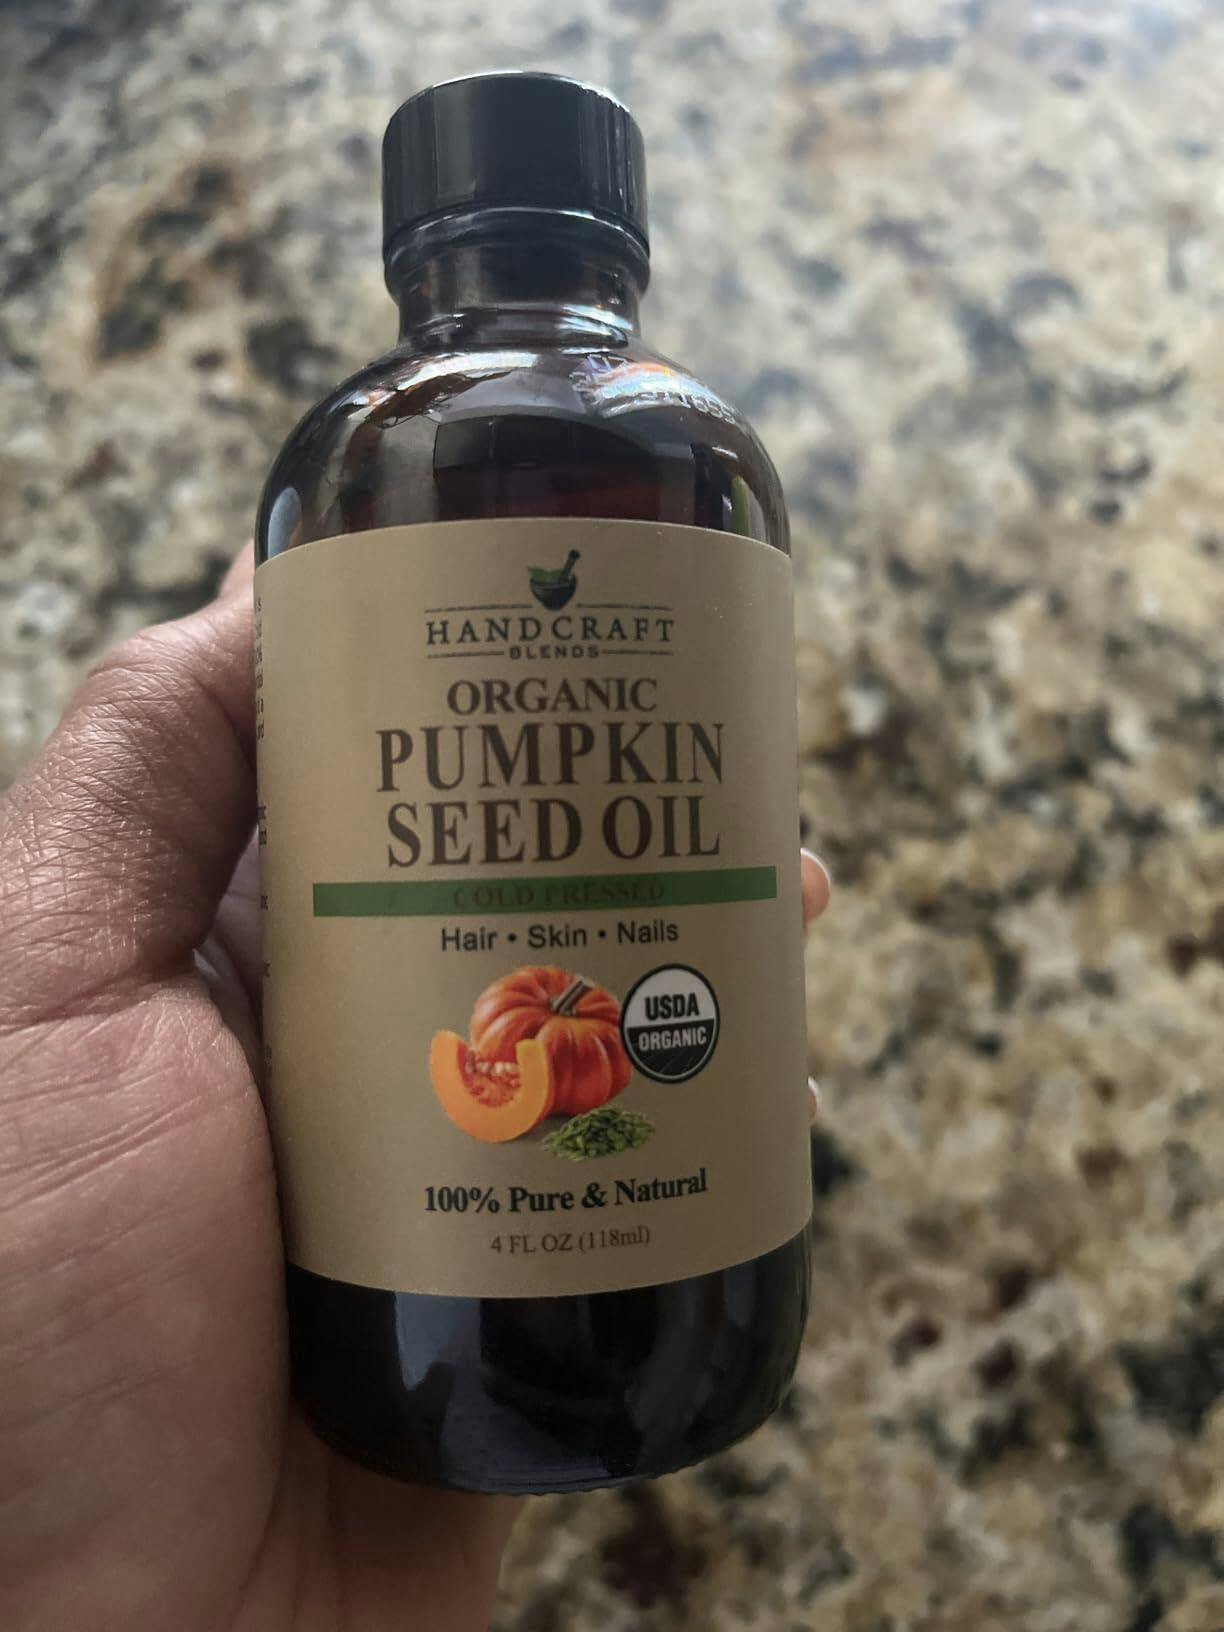 HANDCRAFT
BLENDS
ORGANIC
PUMPKIN
SEED OIL
COLD PRESSED
Hair • Skin • Nails
USDA
ORGANIC
100% Pure & Natural
4 FL OZ (118ml)